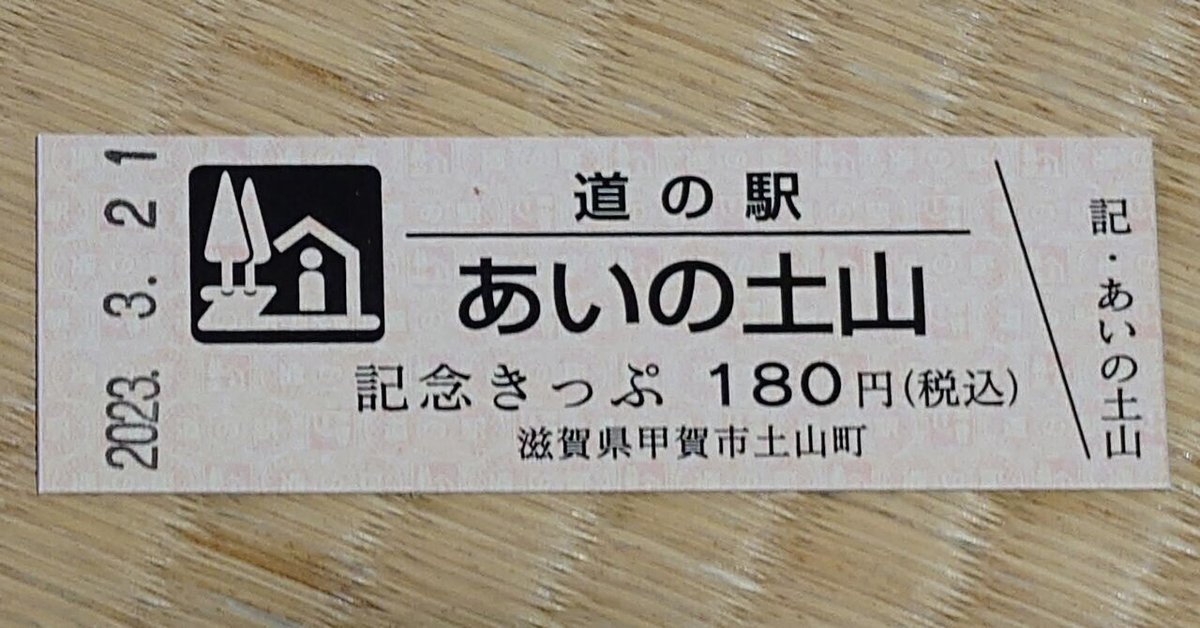 2023. 3. 21
道の駅
あいの土山
記念きっぷ 180円(税込)
滋賀県甲賀市土山町
記・あいの土山